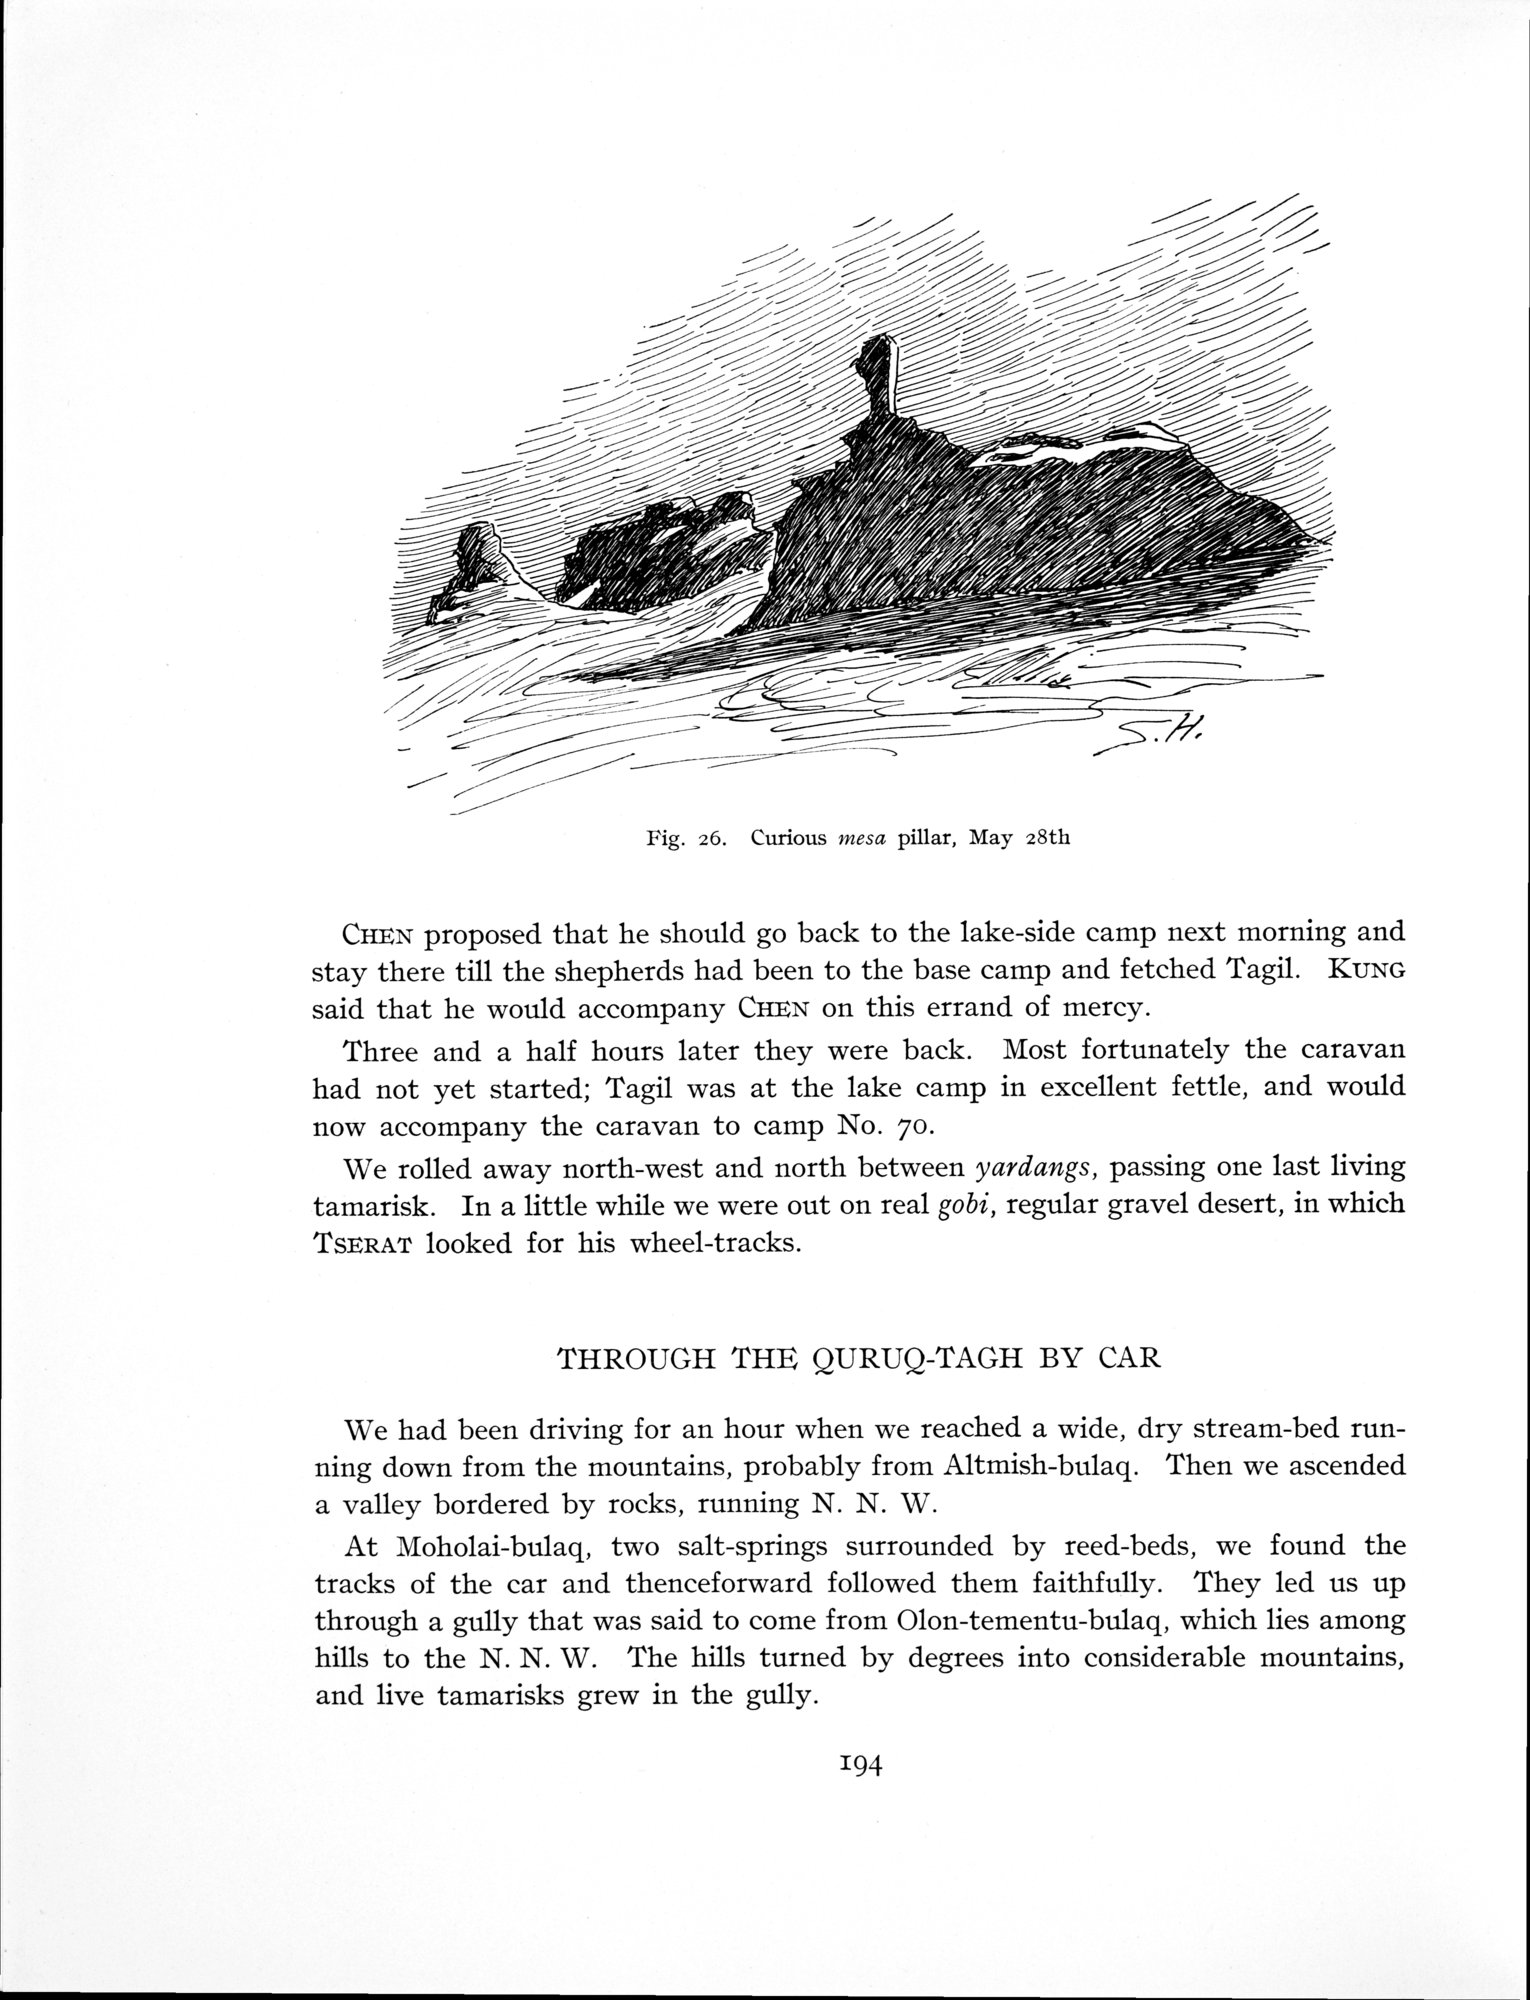 S.H.
Fig. 26. Curious mesa pillar, May 28th
CHEN proposed that he should go back to the lake-side camp next morning and
stay there till the shepherds had been to the base camp and fetched Tagil. KUNG
said that he would accompany CHEN on this errand of mercy.
Three and a half hours later they were back. Most fortunately the caravan
had not yet started; Tagil was at the lake camp in excellent fettle, and would
now accompany the caravan to camp No. 70.
We rolled away north-west and north between yardangs, passing one last living
tamarisk. In a little while we were out on real gobi, regular gravel desert, in which
TSERAT looked for his wheel-tracks.
THROUGH THE QURUQ-TAGH BY CAR
We had been driving for an hour when we reached a wide, dry stream-bed run-
ning down from the mountains, probably from Altmish-bulaq. Then we ascended
a valley bordered by rocks, running N. N. W.
At Moholai-bulaq, two salt-springs surrounded by reed-beds, we found the
tracks of the car and thenceforward followed them faithfully. They led us up
through a gully that was said to come from Olon-tementu-bulaq, which lies among
hills to the N. N. W. The hills turned by degrees into considerable mountains,
and live tamarisks grew in the gully.
194